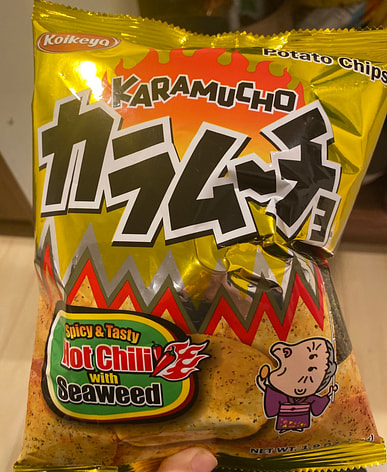 Koikeya
Potato Chips
KARAMUCHO
カラムーチョ
Spicy & Tasty
Hot Chili
with
Seaweed